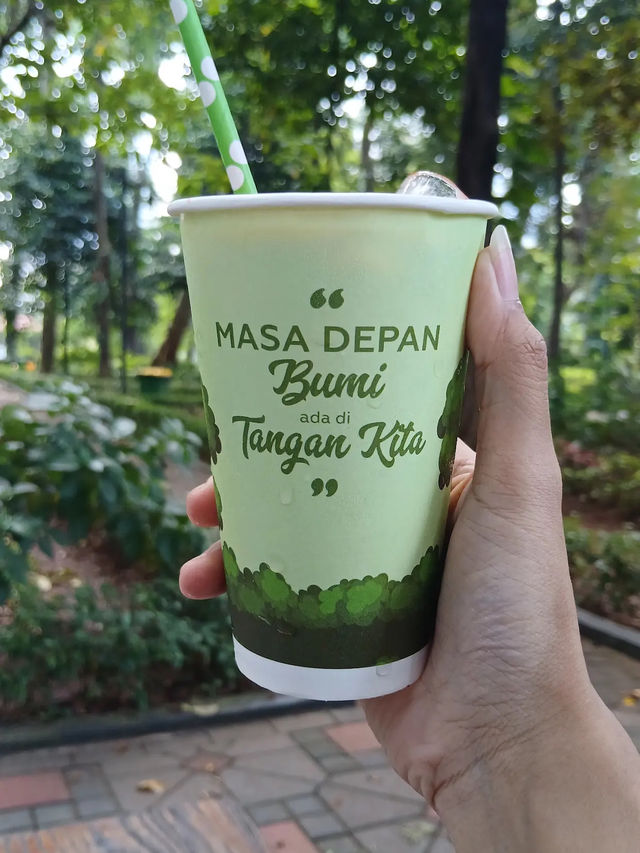 “
MASA DEPAN
Bumi
ada di
Tangan Kita
”